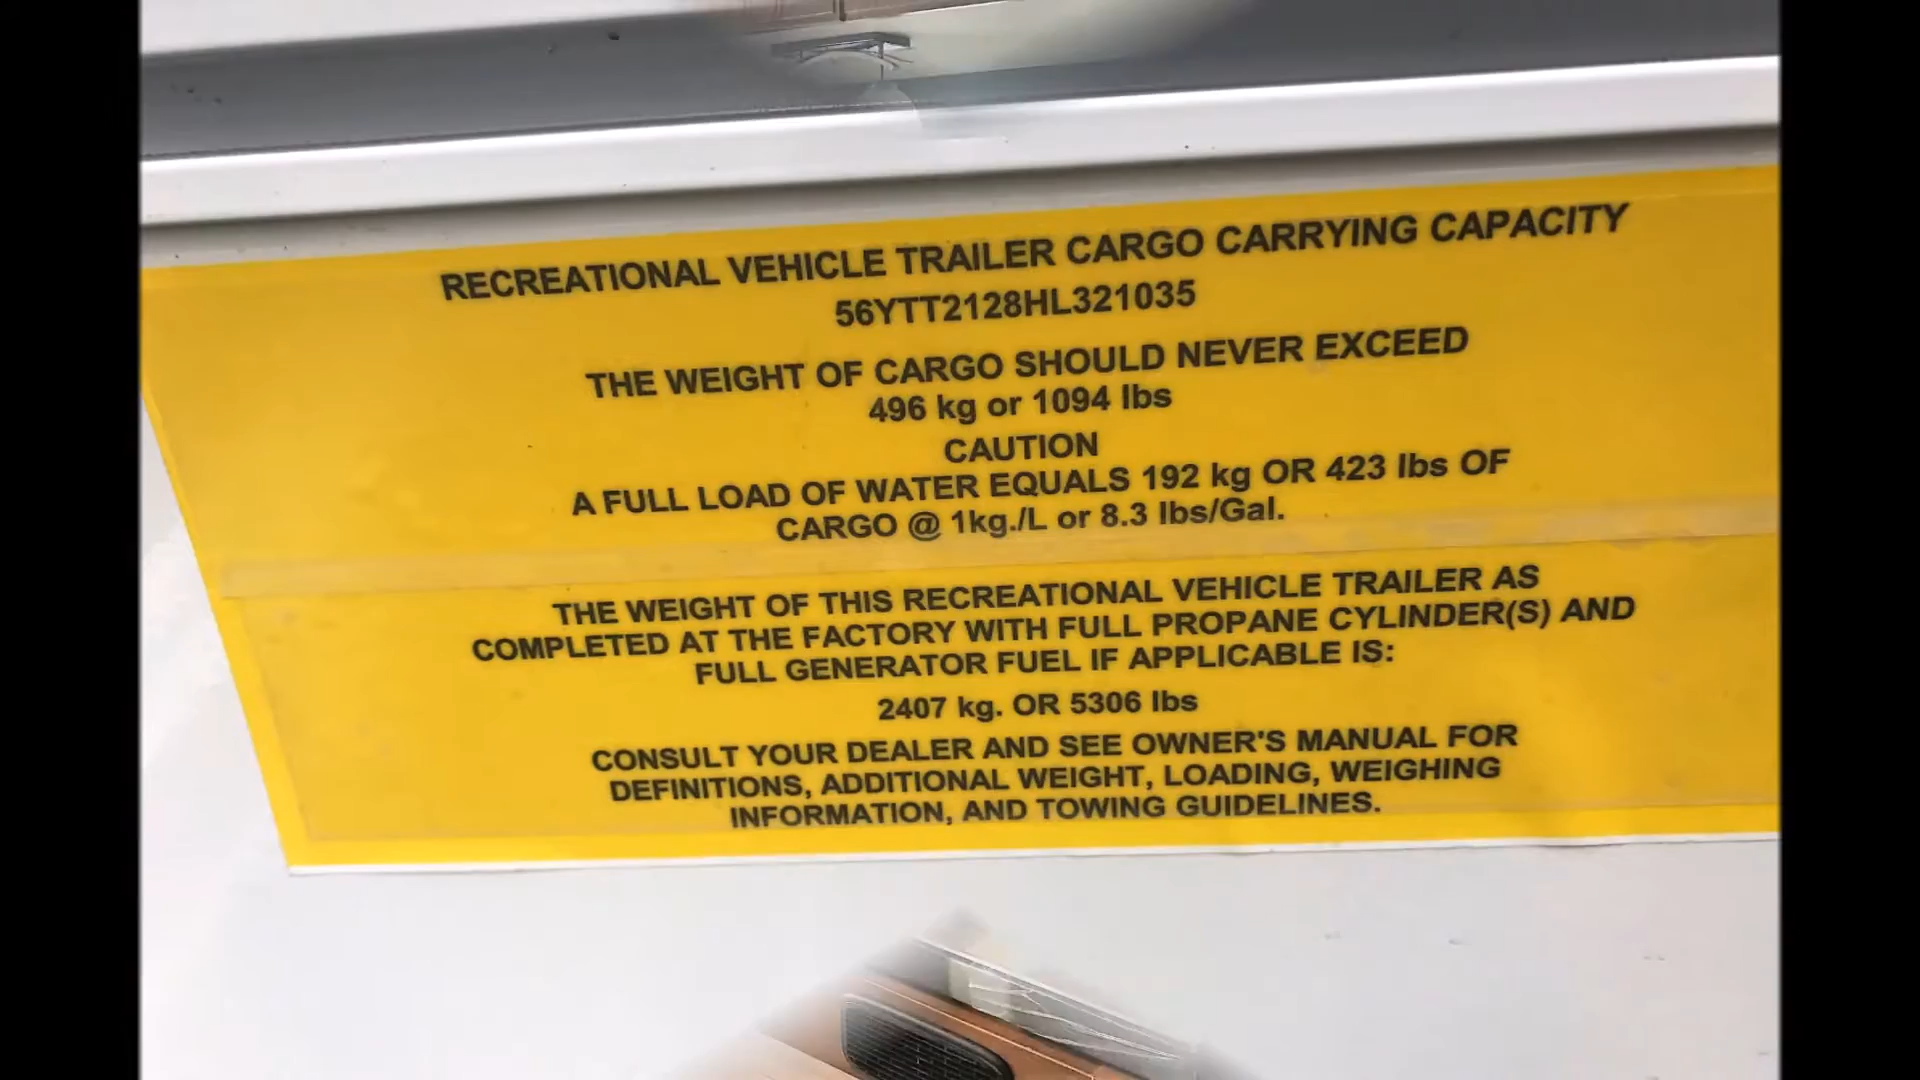 RECREATIONAL VEHICLE TRAILER CARGO CARRYING CAPACITY
56YTT2128HL321035
THE WEIGHT OF CARGO SHOULD NEVER EXCEED
496 kg or 1094 lbs
CAUTION
A FULL LOAD OF WATER EQUALS 192 kg OR 423 lbs OF
CARGO @ 1kg./L or 8.3 lbs/Gal.
THE WEIGHT OF THIS RECREATIONAL VEHICLE TRAILER AS
COMPLETED AT THE FACTORY WITH FULL PROPANE CYLINDER(S) AND
FULL GENERATOR FUEL IF APPLICABLE IS:
2407 kg. OR 5306 lbs
CONSULT YOUR DEALER AND SEE OWNER'S MANUAL FOR
DEFINITIONS, ADDITIONAL WEIGHT, LOADING, WEIGHING
INFORMATION, AND TOWING GUIDELINES.